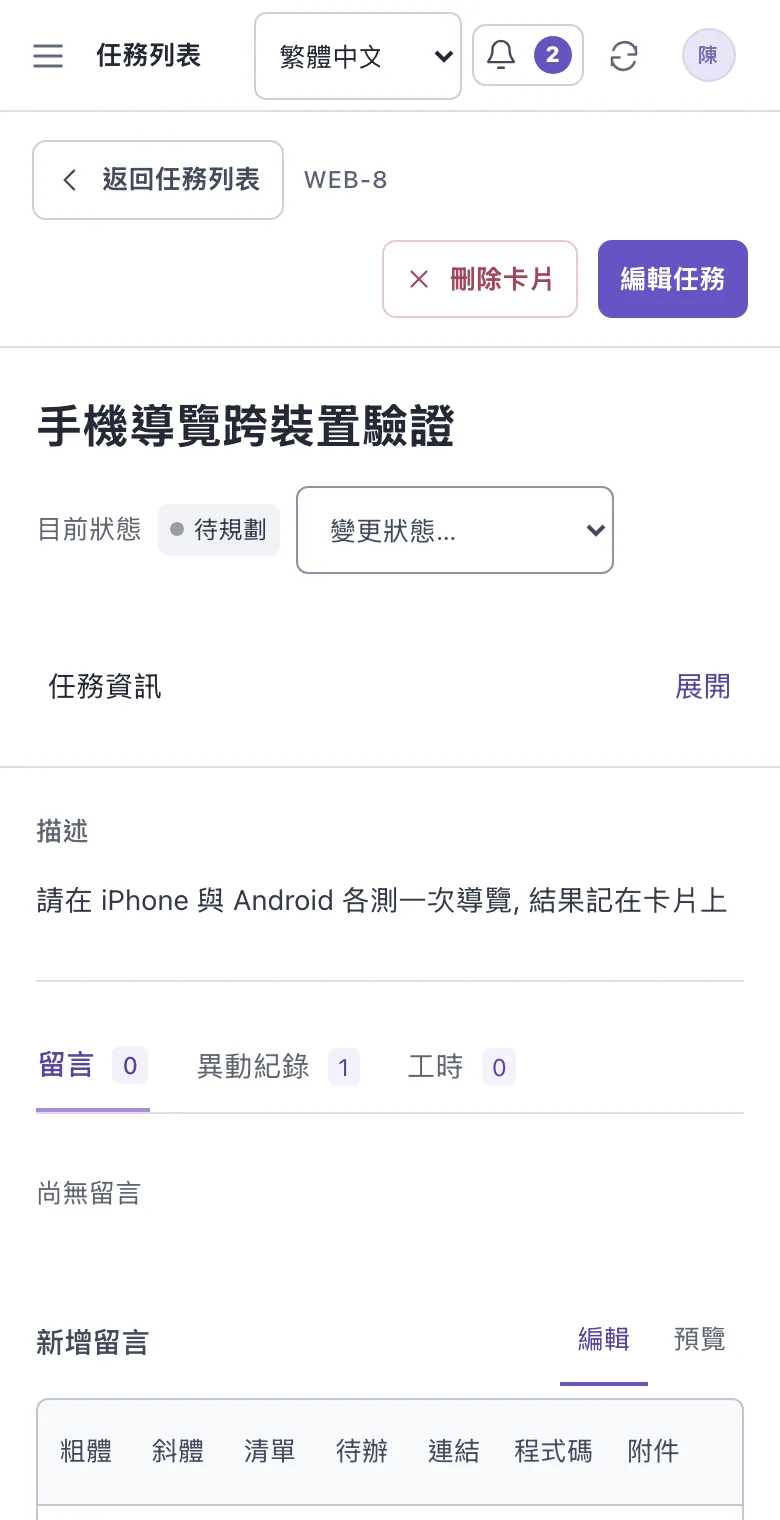 任務列表 繁體中文 2 陳
返回任務列表 WEB-8
刪除卡片 編輯任務
手機導覽跨裝置驗證
目前狀態 待規劃 變更狀態...
任務資訊 展開
描述
請在 iPhone 與 Android 各測一次導覽, 結果記在卡片上
留言 0 異動紀錄 1 工時 0
尚無留言
新增留言 編輯 預覽
粗體 斜體 清單 待辦 連結 程式碼 附件